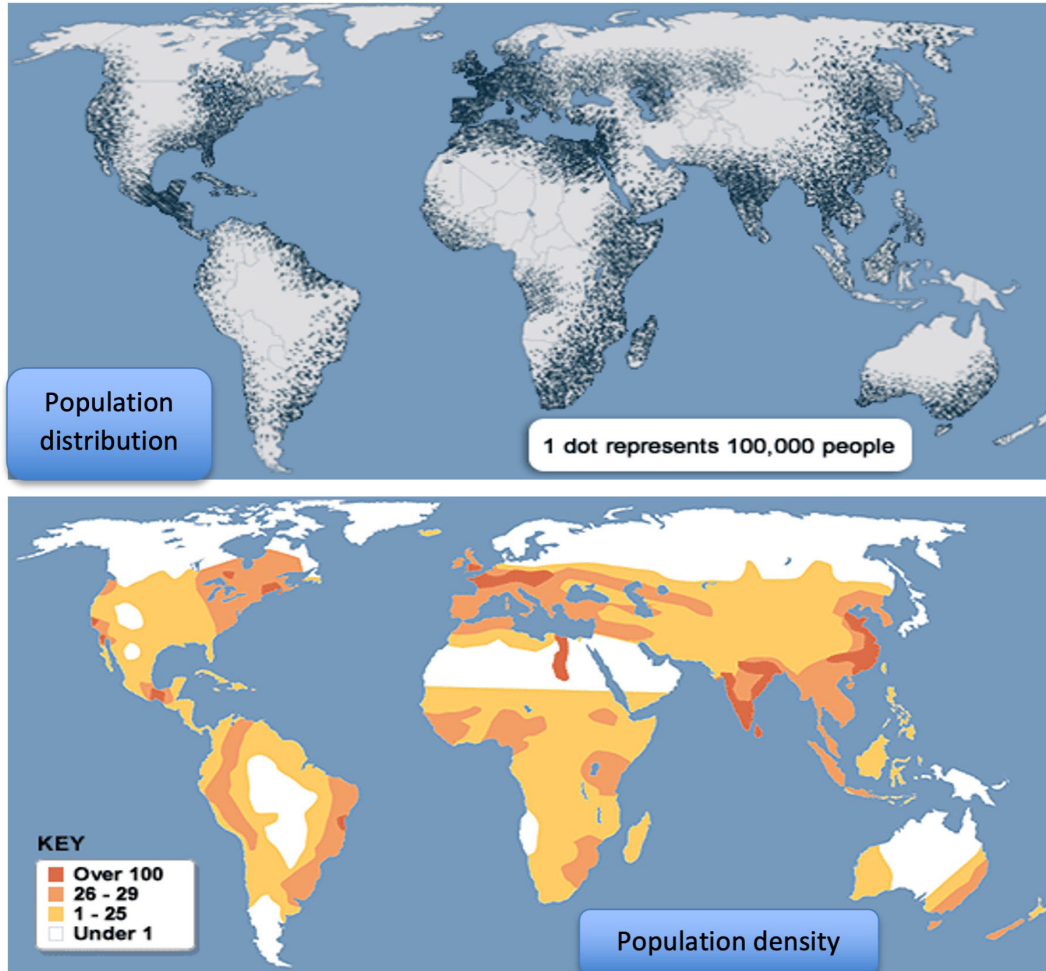 Population
distribution
1 dot represents 100,000 people
KEY
Over 100
26 - 29
1 - 25
Under 1
Population density